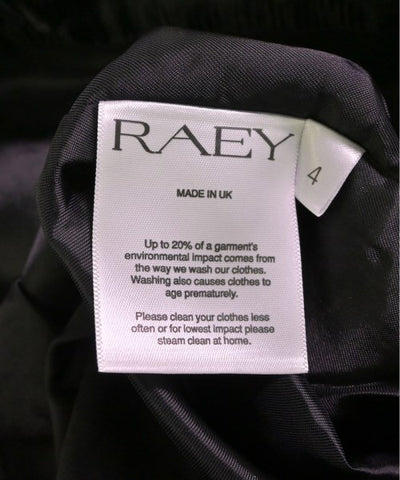 RAEY
4
MADE IN UK
Up to 20% of a garment's
environmental impact comes from
the way we wash our clothes.
Washing also causes clothes to
age prematurely.
Please clean your clothes less
often or for lowest impact please
steam clean at home.